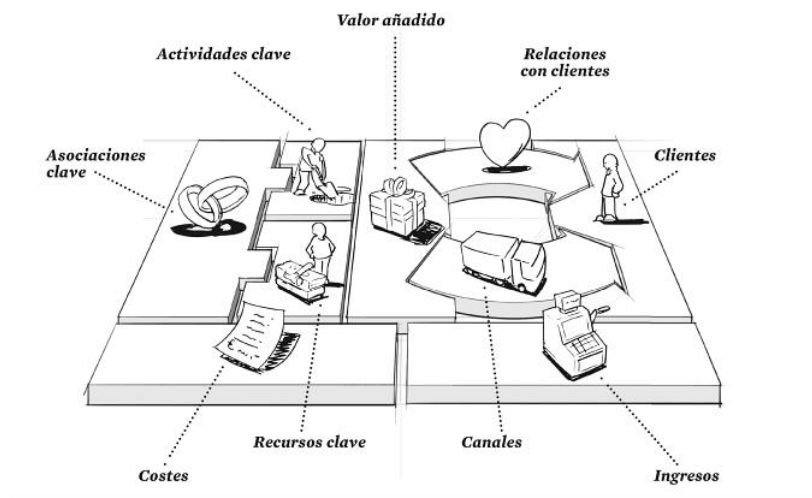 Valor añadido
Actividades clave
Relaciones
con clientes
Asociaciones
clave
Clientes
Recursos clave
Canales
Costes
Ingresos